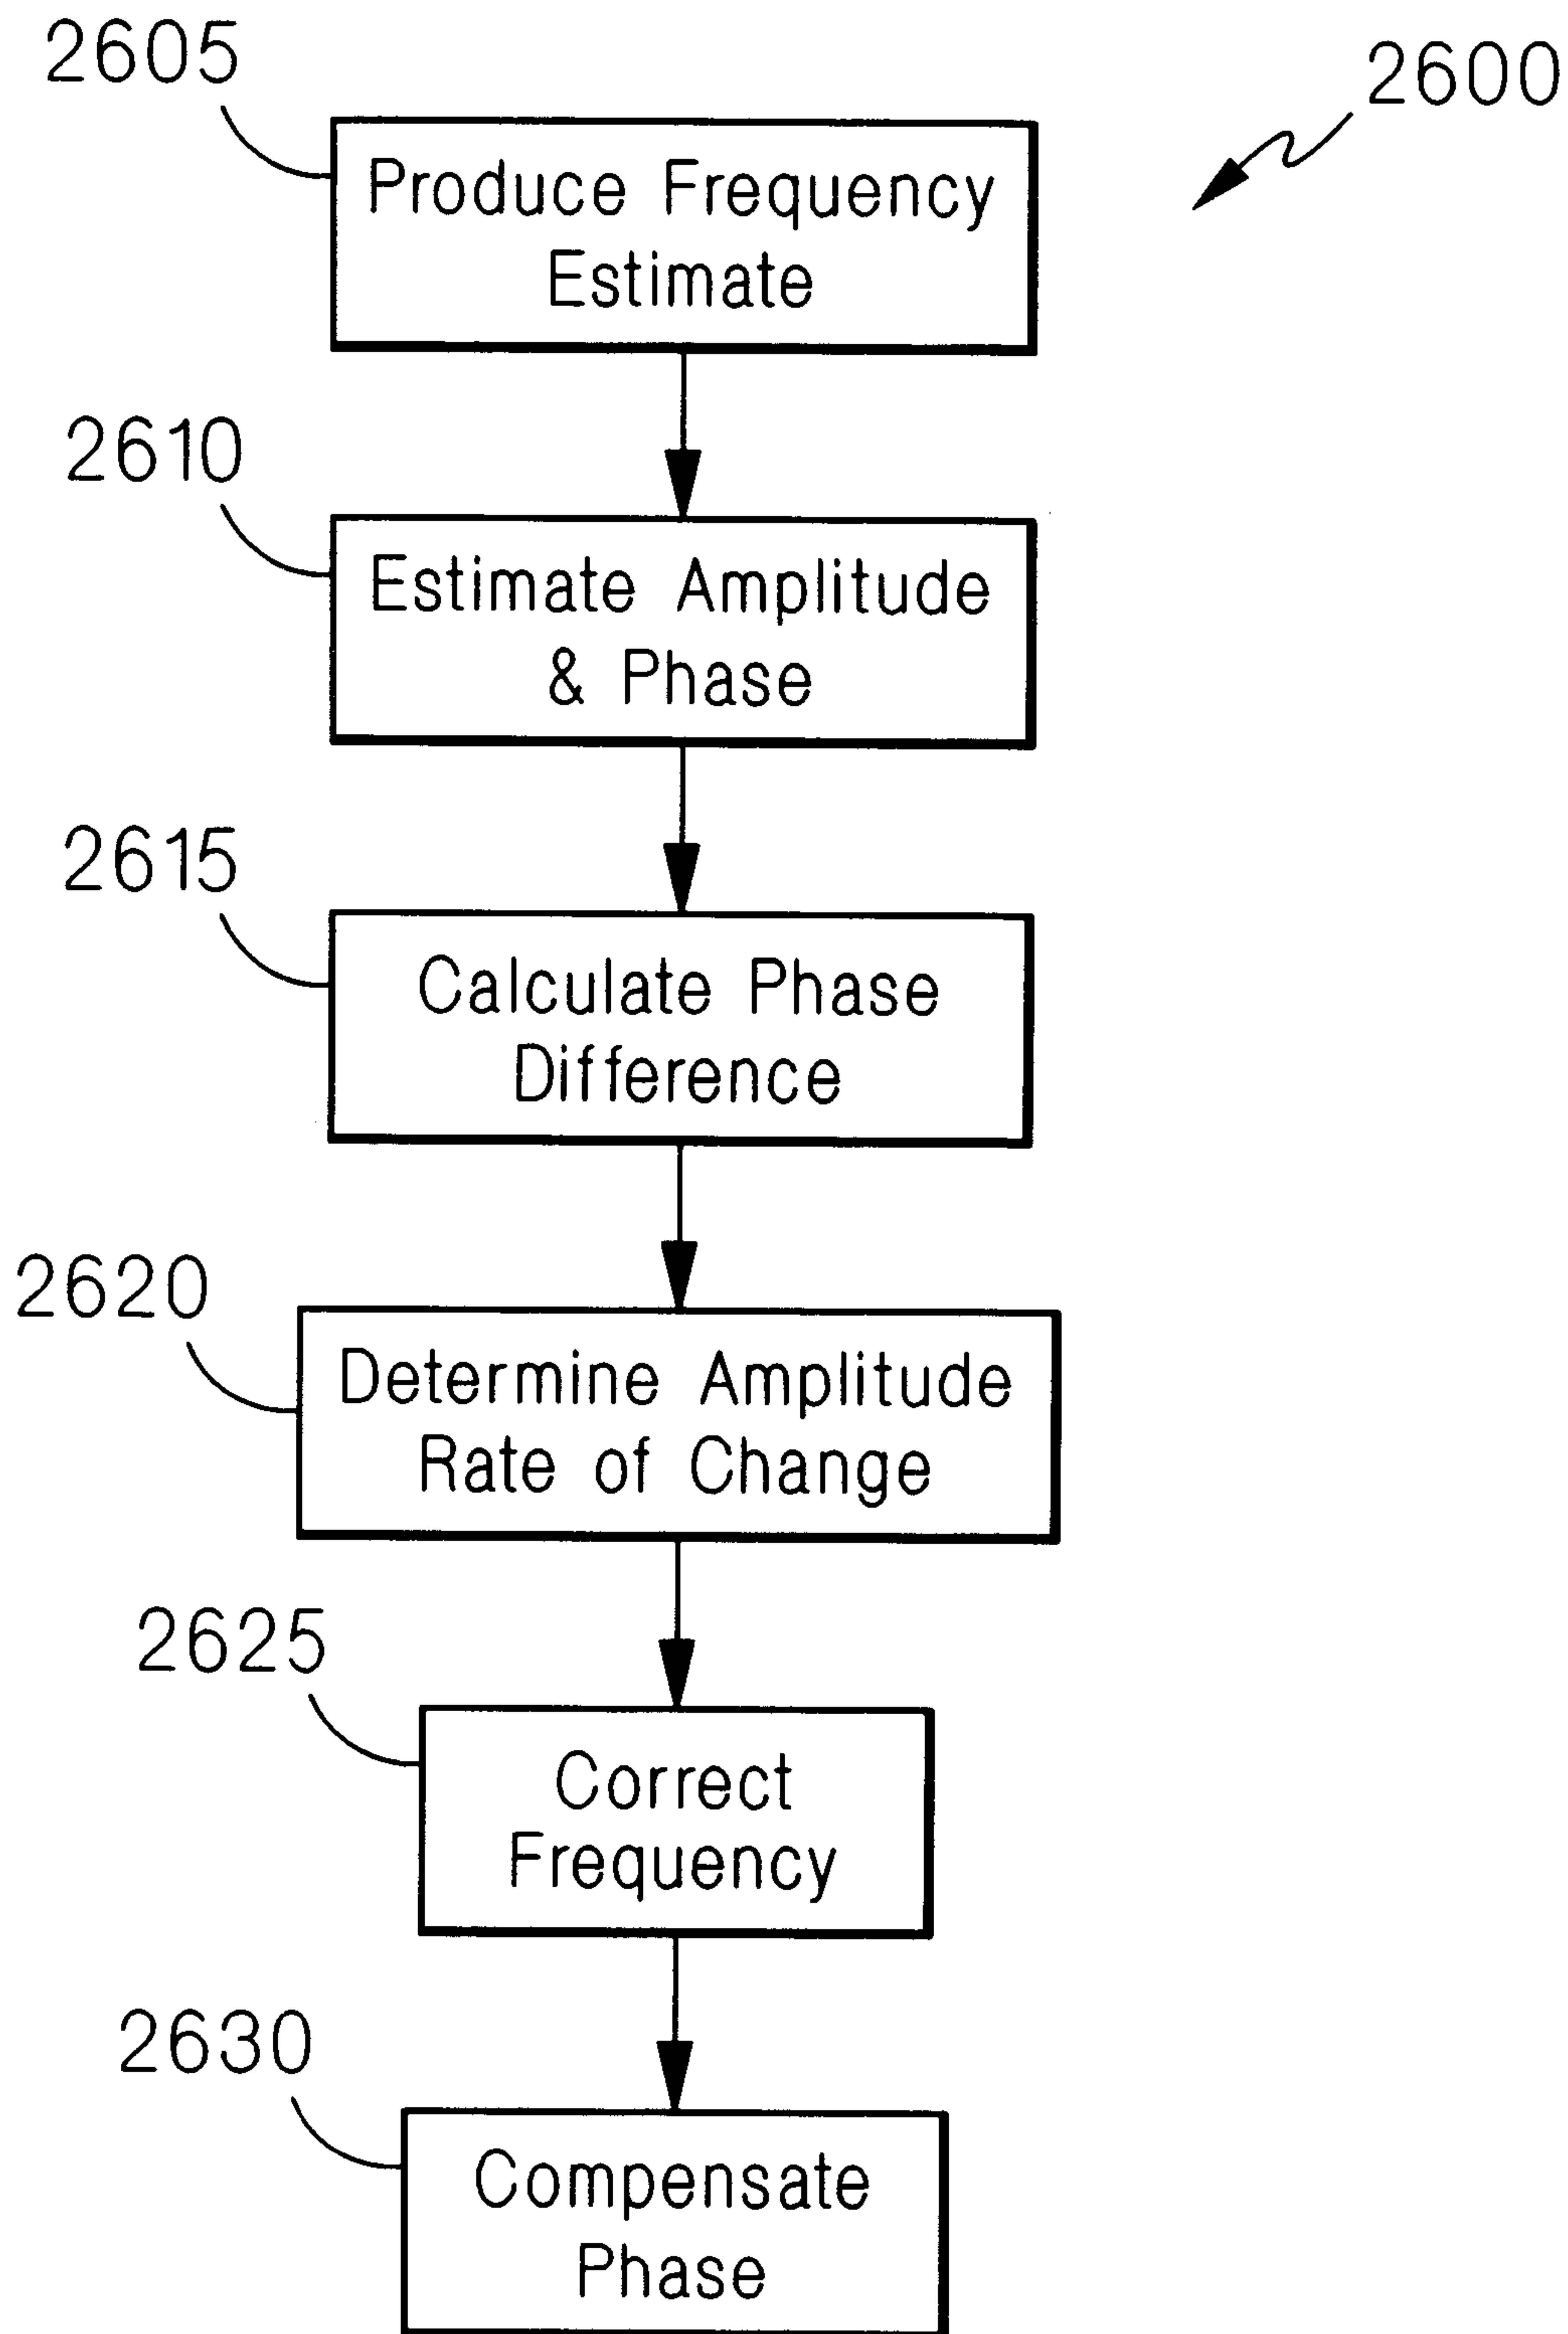 2605
2600
Produce Frequency
Estimate
2610
Estimate Amplitude
& Phase
2615
Calculate Phase
Difference
2620
Determine Amplitude
Rate of Change
2625
Correct
Frequency
2630
Compensate
Phase